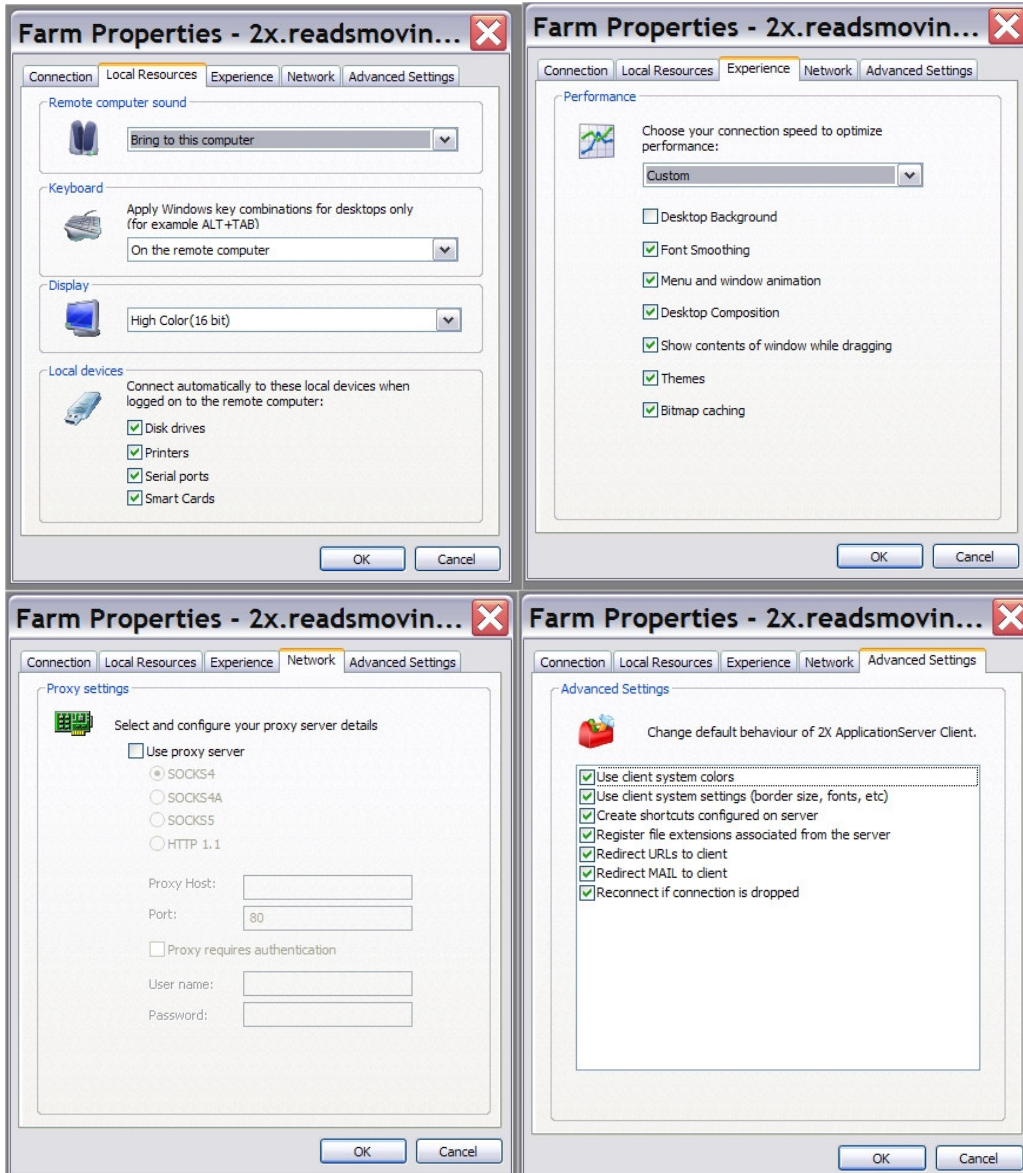 Farm Properties - 2x.readsmovin...
Connection Local Resources Experience Network Advanced Settings
Remote computer sound
Bring to this computer
Keyboard
Apply Windows key combinations for desktops only
(for example ALT+TAB)
On the remote computer
Display
High Color(16 bit)
Local devices
Connect automatically to these local devices when
logged on to the remote computer:
Disk drives
Printers
Serial ports
Smart Cards
OK Cancel
Farm Properties - 2x.readsmovin...
Connection Local Resources Experience Network Advanced Settings
Performance
Choose your connection speed to optimize
performance:
Custom
Desktop Background
Font Smoothing
Menu and window animation
Desktop Composition
Show contents of window while dragging
Themes
Bitmap caching
OK Cancel
Farm Properties - 2x.readsmovin...
Connection Local Resources Experience Network Advanced Settings
Proxy settings
Select and configure your proxy server details
Use proxy server
SOCKS4
SOCKS4A
SOCKS5
HTTP 1.1
Proxy Host:
Port: 80
Proxy requires authentication
User name:
Password:
OK Cancel
Farm Properties - 2x.readsmovin...
Connection Local Resources Experience Network Advanced Settings
Advanced Settings
Change default behaviour of 2X ApplicationServer Client.
Use client system colors
Use client system settings (border size, fonts, etc)
Create shortcuts configured on server
Register file extensions associated from the server
Redirect URLs to client
Redirect MAIL to client
Reconnect if connection is dropped
OK Cancel